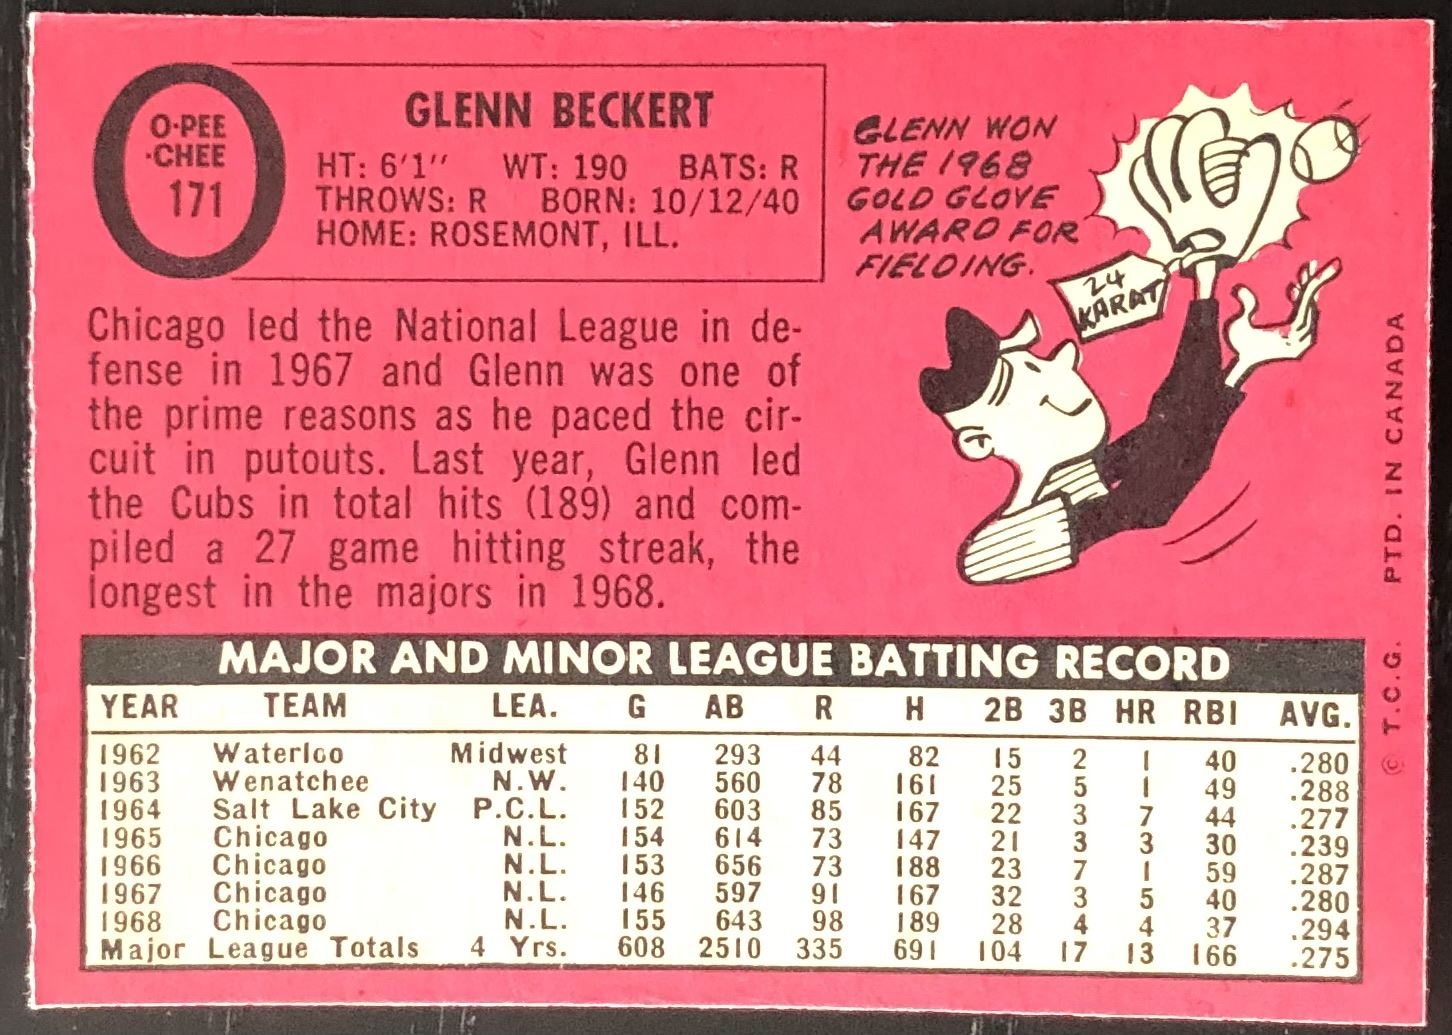 O-PEE
-CHEE
171
GLENN BECKERT
HT: 6'1" WT: 190 BATS: R
THROWS: R BORN: 10/12/40
HOME: ROSEMONT, ILL.
GLENN WON
THE 1968
GOLD GLOVE
AWARD FOR
FIELDING.
24
KARAT
Chicago led the National League in de-
fense in 1967 and Glenn was one of
the prime reasons as he paced the cir-
cuit in putouts. Last year, Glenn led
the Cubs in total hits (189) and com-
piled a 27 game hitting streak, the
longest in the majors in 1968.
MAJOR AND MINOR LEAGUE BATTING RECORD
YEAR TEAM LEA. G AB R H 2B 3B HR RBI AVG.
1962 Waterloo Midwest 81 293 44 82 15 2 1 40 .280
1963 Wenatchee N.W. 140 560 78 161 25 5 1 49 .288
1964 Salt Lake City P.C.L. 152 603 85 167 22 3 7 44 .277
1965 Chicago N.L. 154 614 73 147 21 3 3 30 .239
1966 Chicago N.L. 153 656 73 188 23 7 1 59 .287
1967 Chicago N.L. 146 597 91 167 32 3 5 40 .280
1968 Chicago N.L. 155 643 98 189 28 4 4 37 .294
Major League Totals 4 Yrs. 608 2510 335 691 104 17 13 166 .275
© T.C.G. PTD. IN CANADA